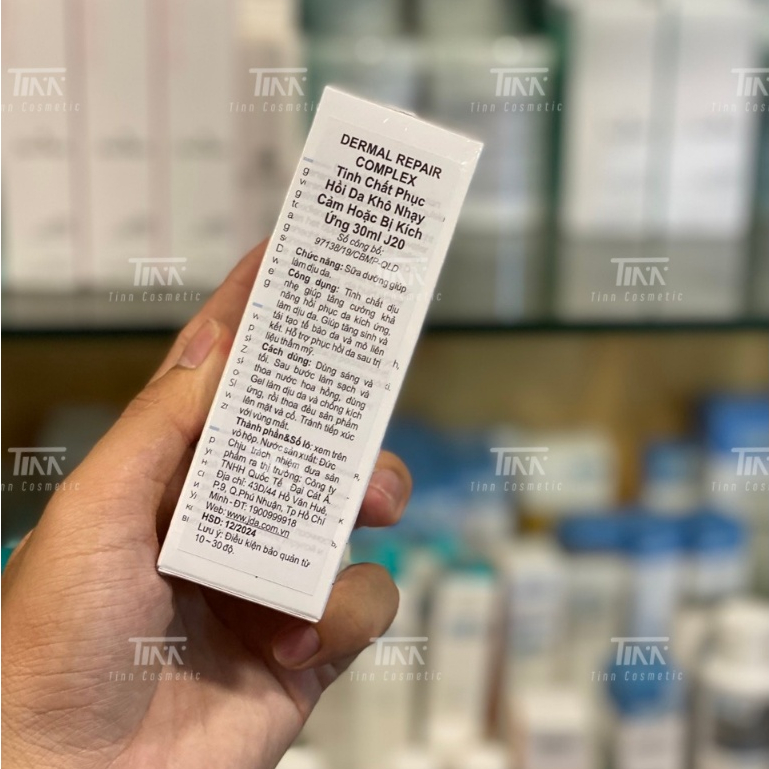 TINN
Tinn Cosmetic
DERMAL REPAIR
COMPLEX
Tinh Chất Phục
Hồi Da Khô Nhạy
Cảm Hoặc Bị Kích
Ứng 30ml J20
Số công bố:
97138/19/CBMP-QLD
Chức năng: Sữa dưỡng giúp
làm dịu da.
Công dụng: Tinh chất dịu
nhẹ giúp tăng cường khả
năng hồi phục da kích ứng,
làm dịu da. Giúp tăng sinh và
tái tạo tế bào da và mô liên
kết. Hỗ trợ phục hồi da sau trị
liệu thẩm mỹ.
Cách dùng: Dùng sáng và
tối. Sau bước làm sạch và
thoa nước hoa hồng, dùng
Gel làm dịu da và chống kích
ứng, rồi thoa đều sản phẩm
lên mặt và cổ. Tránh tiếp xúc
với vùng mắt.
Thành phần&Số lô: xem trên
vỏ hộp. Nước sản xuất: Đức
Chịu trách nhiệm đưa sản
phẩm ra thị trường: Công ty
TNHH Quốc Tế Đại Cát Á.
Địa chỉ: 43D/44 Hồ Văn Huê,
P.9, Q.Phú Nhuận, Tp Hồ Chí
Minh - ĐT: 1900999918
Web: www.jda.com.vn
HSD: 12/2024
Lưu ý: Điều kiện bảo quản từ
10 – 30 độ.